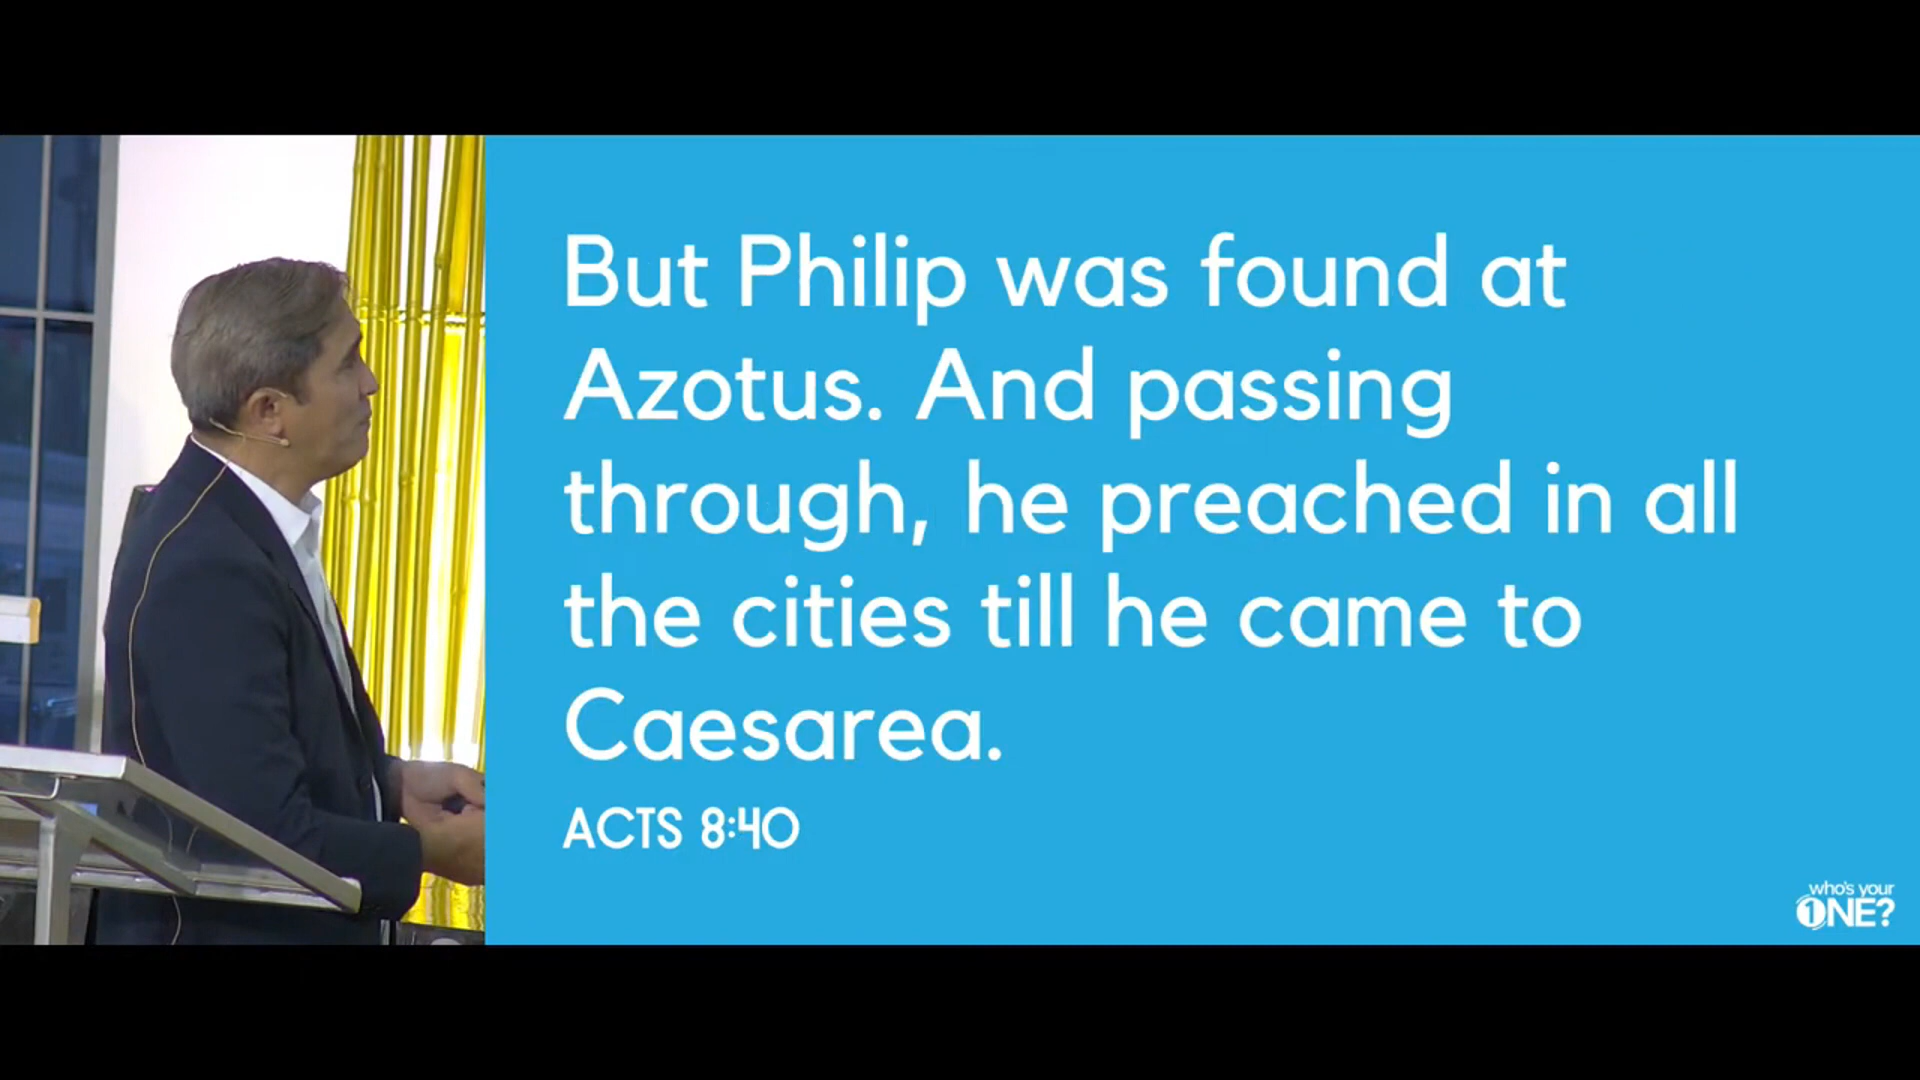 But Philip was found at
Azotus. And passing
through, he preached in all
the cities till he came to
Caesarea.
ACTS 8:40
who's your
ONE?